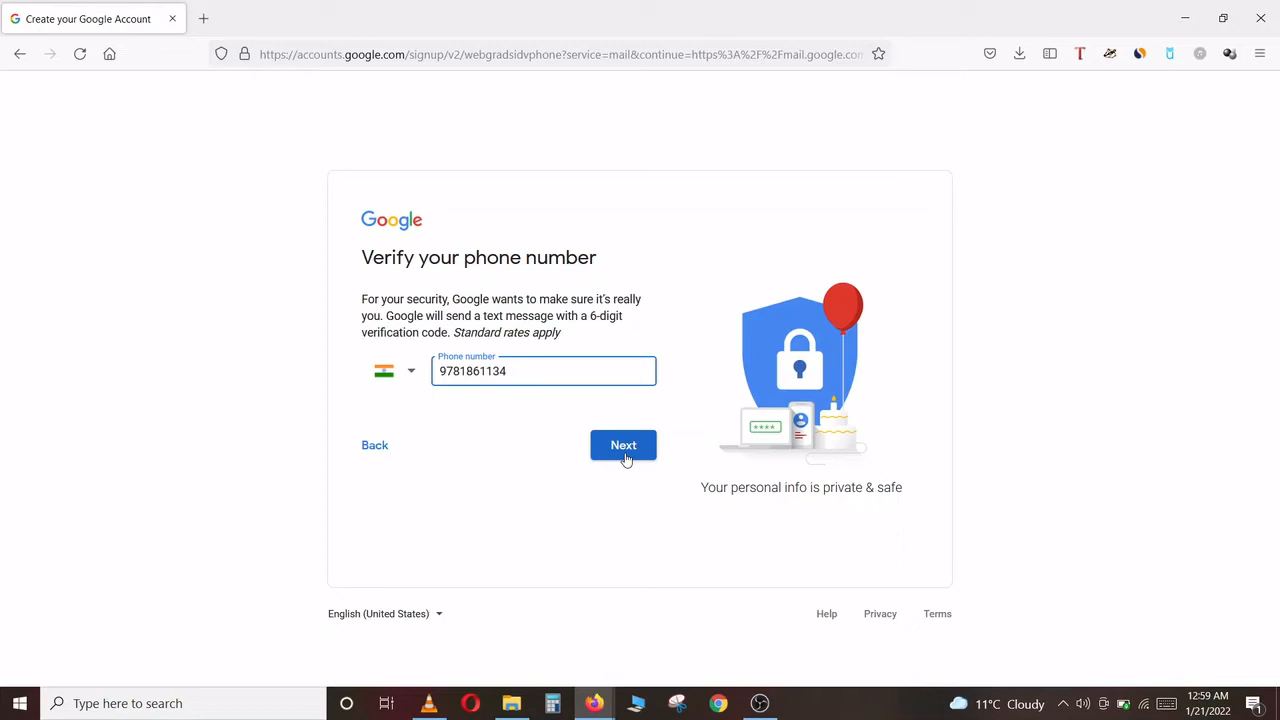 Create your Google Account
https://accounts.google.com/signup/v2/webgradsidvphone?service=mail&continue=https%3A%2F%2Fmail.google.com
Google
Verify your phone number
For your security, Google wants to make sure it's really
you. Google will send a text message with a 6-digit
verification code. Standard rates apply
Phone number
9781861134
Back
Next
****
Your personal info is private & safe
English (United States)
Help
Privacy
Terms
Type here to search
11°C Cloudy
12:59 AM
1/21/2022